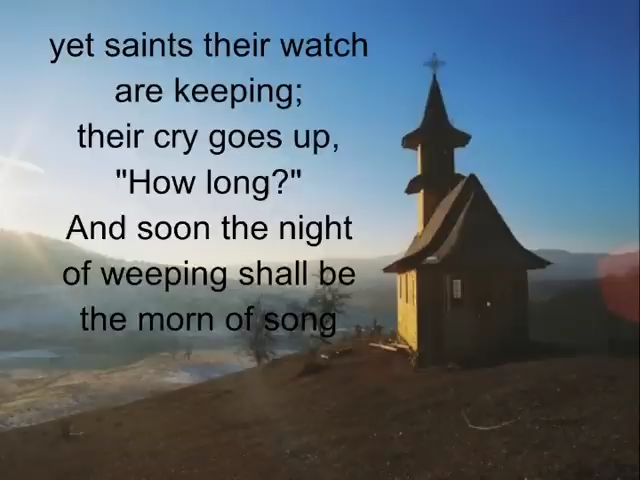 yet saints their watch
are keeping;
their cry goes up,
"How long?"
And soon the night
of weeping shall be
the morn of song